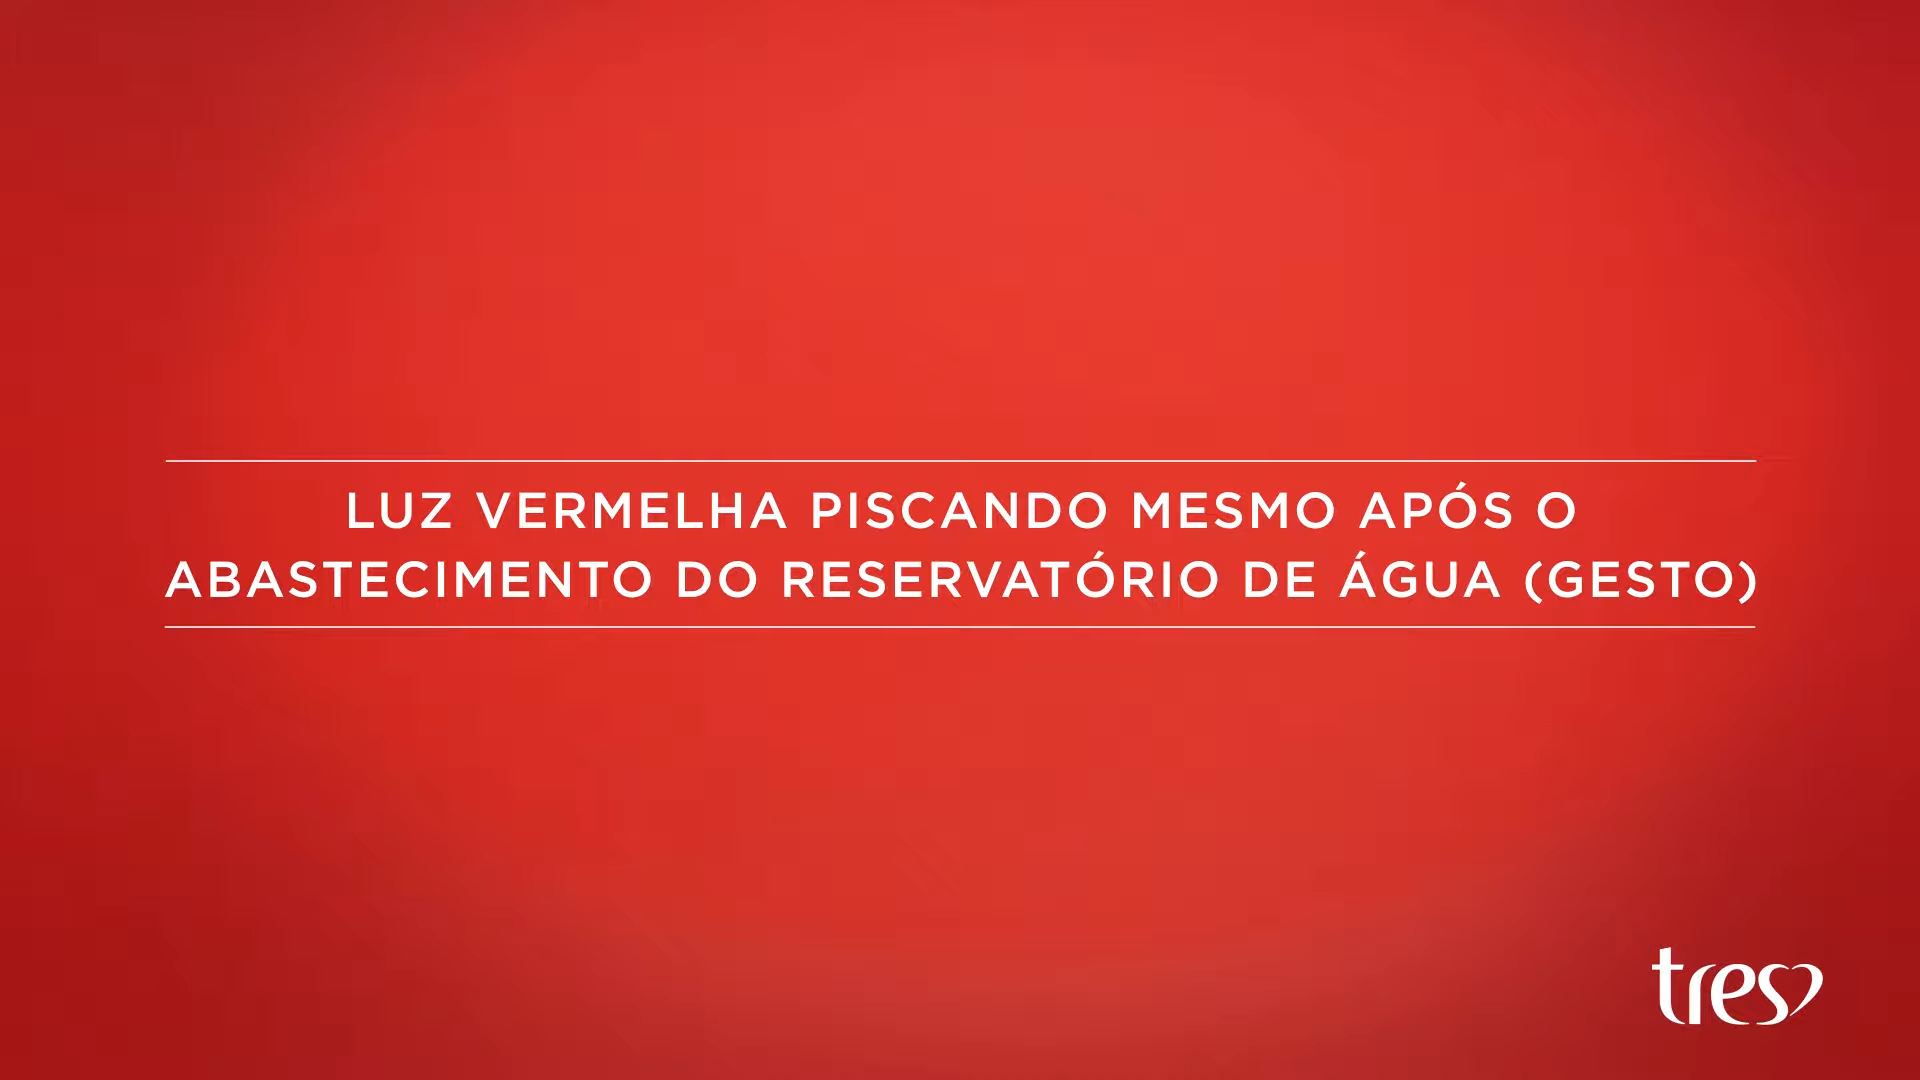 LUZ VERMELHA PISCANDO MESMO APÓS O
ABASTECIMENTO DO RESERVATÓRIO DE ÁGUA (GESTO)
tres